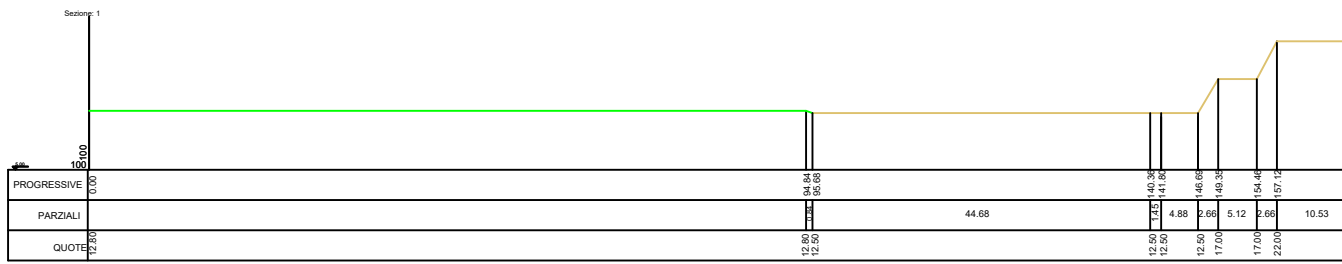 Sezione: 1
100
100
PROGRESSIVE 0.00 94.84 95.68 140.36 141.80 146.69 149.35 154.46 157.12
PARZIALI 0.84 44.68 1.45 4.88 2.66 5.12 2.66 10.53
QUOTE 12.80 12.80 12.50 12.50 12.50 12.50 17.00 17.00 22.00